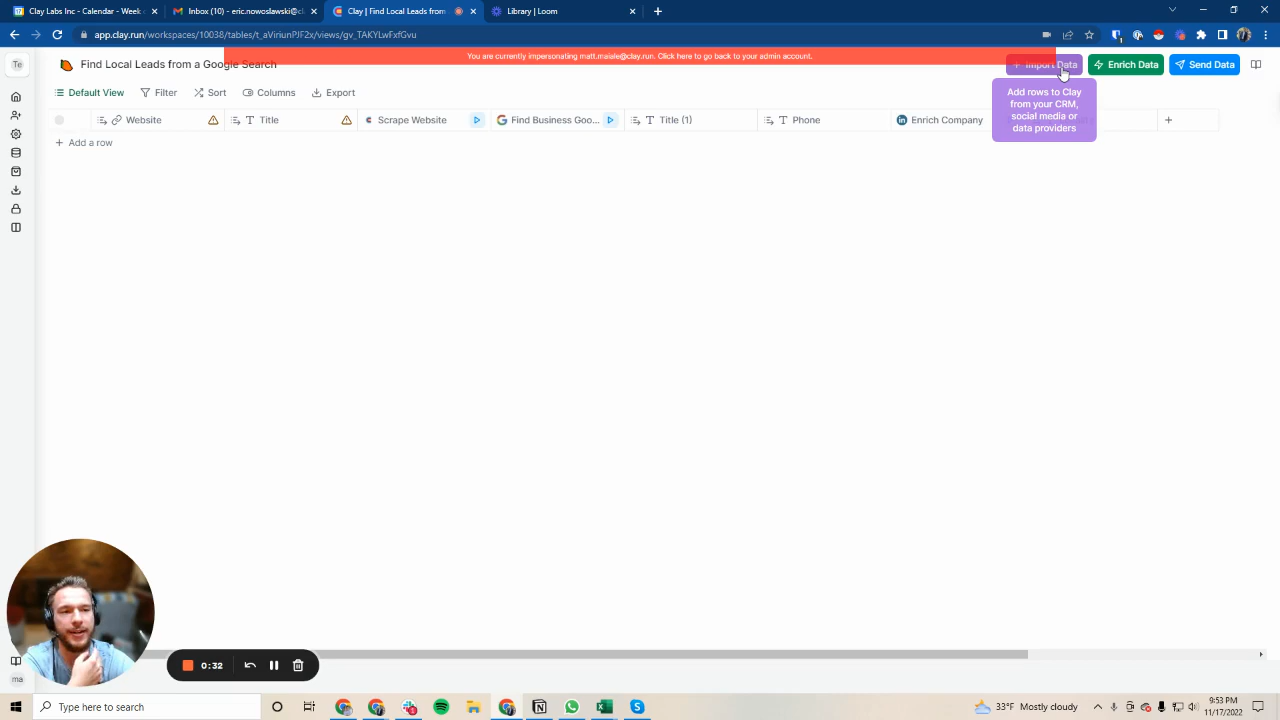 Clay Labs Inc - Calendar - Week
Inbox (10) - eric.nowoslawski@cl
Clay | Find Local Leads from
Library | Loom
app.clay.run/workspaces/10038/tables/t_aViriunPJF2x/views/gv_TAKYLwFxfGvu
You are currently impersonating matt.maiale@clay.run. Click here to go back to your admin account.
Find Local Leads from a Google Search
Import Data
Enrich Data
Send Data
Default View
Filter
Sort
Columns
Export
Add rows to Clay
from your CRM,
social media or
data providers
Website
Title
Scrape Website
Find Business Goo...
Title (1)
Phone
Enrich Company
+ Add a row
0:32
ma
Type here to search
33°F Mostly cloudy
9:53 PM
11/17/2022